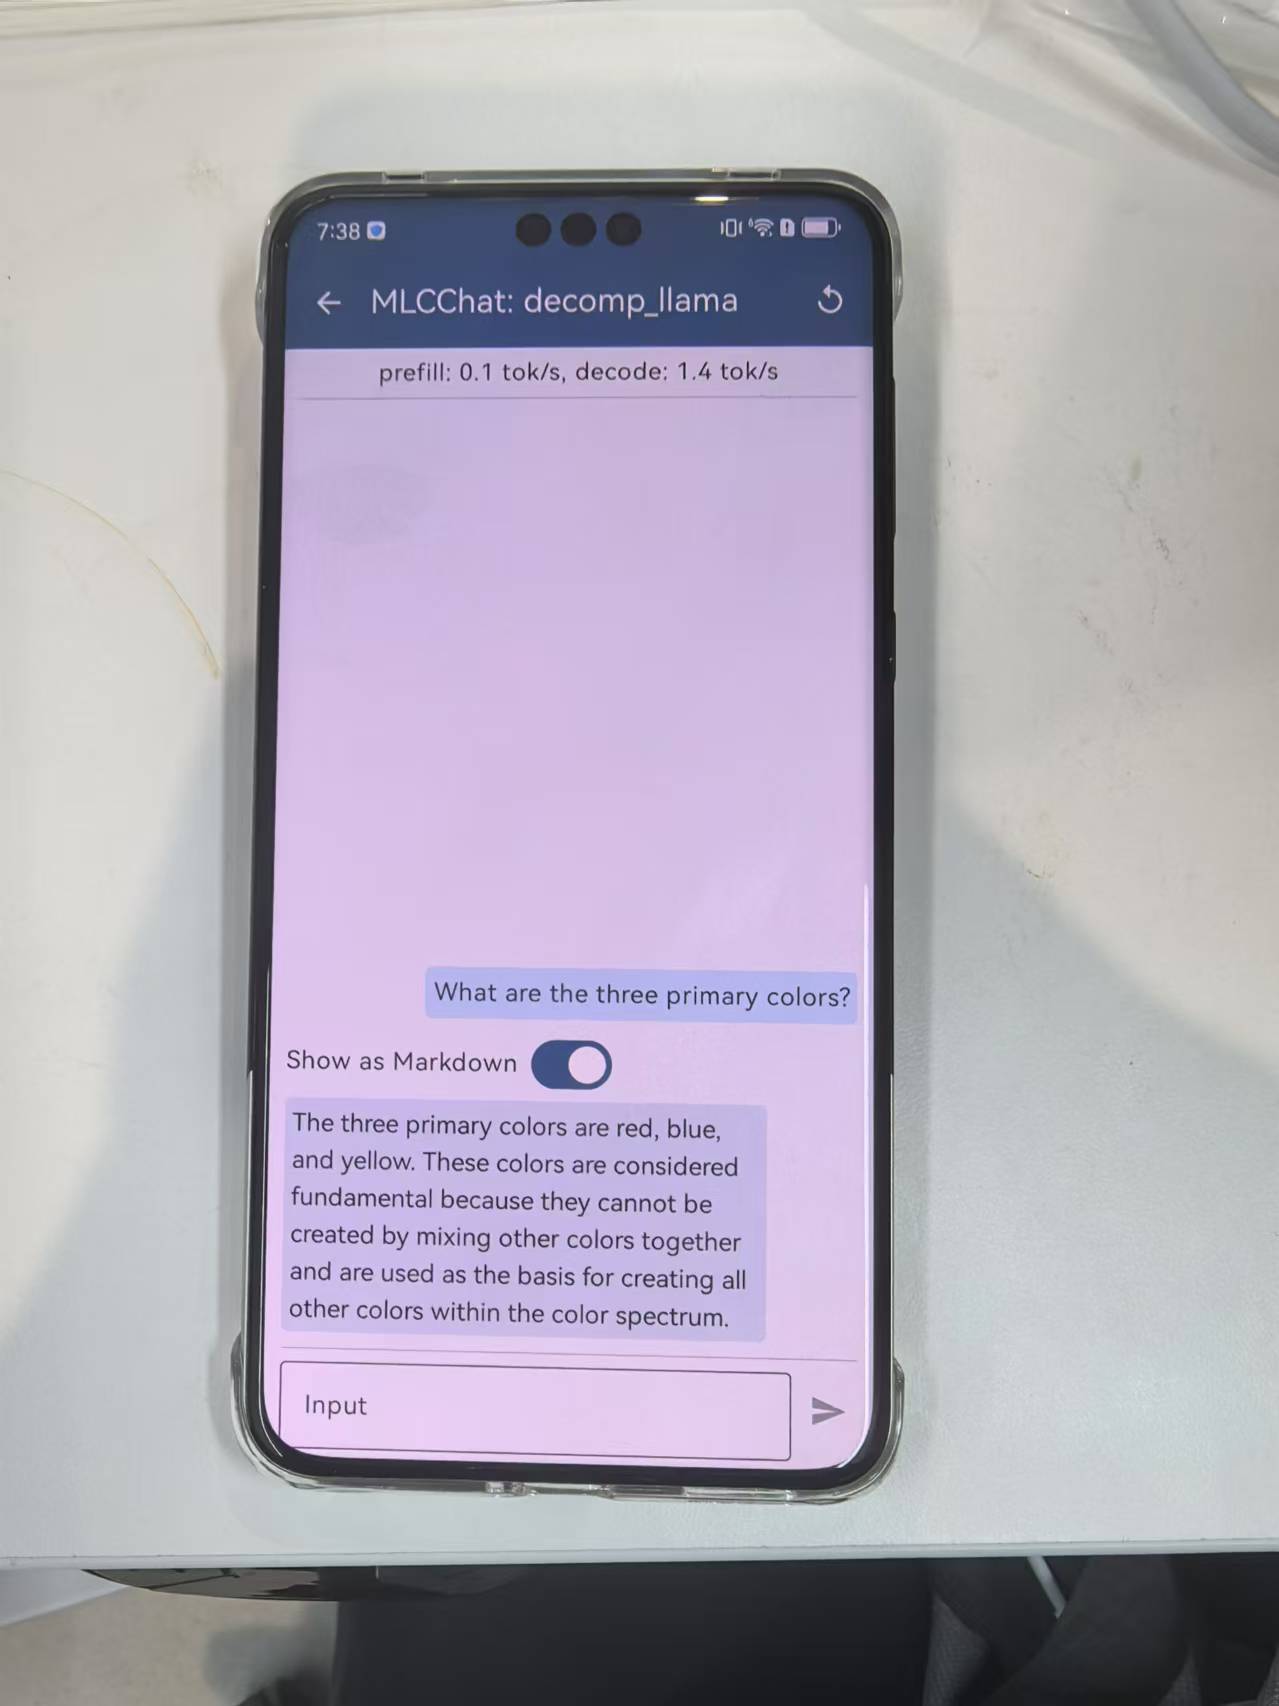 7:38
MLCChat: decomp_llama
prefill: 0.1 tok/s, decode: 1.4 tok/s
What are the three primary colors?
Show as Markdown
The three primary colors are red, blue,
and yellow. These colors are considered
fundamental because they cannot be
created by mixing other colors together
and are used as the basis for creating all
other colors within the color spectrum.
Input